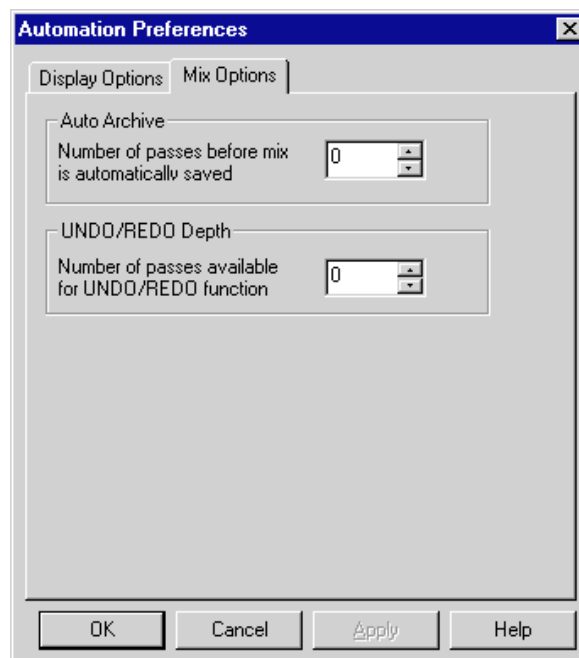 Automation Preferences
Display Options
Mix Options
Auto Archive
Number of passes before mix
is automatically saved
0
UNDO/REDO Depth
Number of passes available
for UNDO/REDO function
0
OK
Cancel
Apply
Help